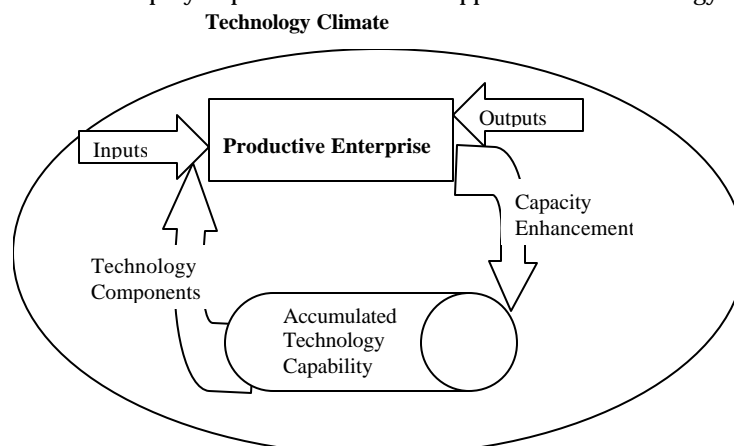 Technology Climate
Outputs
Inputs
Productive Enterprise
Capacity
Enhancement
Technology
Components
Accumulated
Technology
Capability